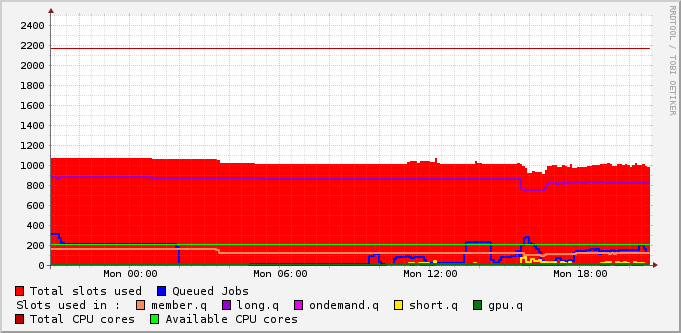 RRDTOOL / TOBI OETIKER
2400
2200
2000
1800
1600
1400
1200
1000
800
600
400
200
0
Mon 00:00 Mon 06:00 Mon 12:00 Mon 18:00
Total slots used Queued Jobs
Slots used in : member.q long.q ondemand.q short.q gpu.q
Total CPU cores Available CPU cores